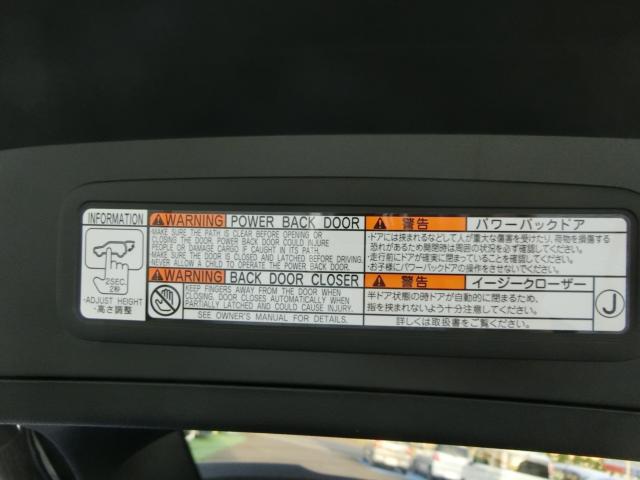 INFORMATION
2SEC.
2秒
·ADJUST HEIGHT
·高さ調整
WARNING POWER BACK DOOR
MAKE SURE THE PATH IS CLEAR BEFORE OPENING OR
CLOSING THE DOOR. POWER BACK DOOR COULD INJURE
PEOPLE OR DAMAGE CARGO IF CAUGHT IN ITS PATH.
MAKE SURE THE DOOR IS CLOSED AND LATCHED BEFORE DRIVING.
NEVER ALLOW A CHILD TO OPERATE THE POWER BACK DOOR.
WARNING BACK DOOR CLOSER
KEEP FINGERS AWAY FROM THE DOOR WHEN
CLOSING. DOOR CLOSES AUTOMATICALLY WHEN
PARTIALLY LATCHED AND COULD CAUSE INJURY.
SEE OWNER'S MANUAL FOR DETAILS.
警告 パワーバックドア
・ドアには挟まれるなどして人が重大な傷害を受けたり、荷物を損傷する
恐れがあるため開閉時は周囲の状況を必ず確認してください。
・走行前にドアが確実に閉まっていることを確認してください。
・お子様にパワーバックドアの操作をさせないでください。
警告 イージークローザー
半ドア状態の時ドアが自動的に閉まるため、
指を挟まれないよう十分注意してください。
詳しくは取扱書をご覧ください。
J